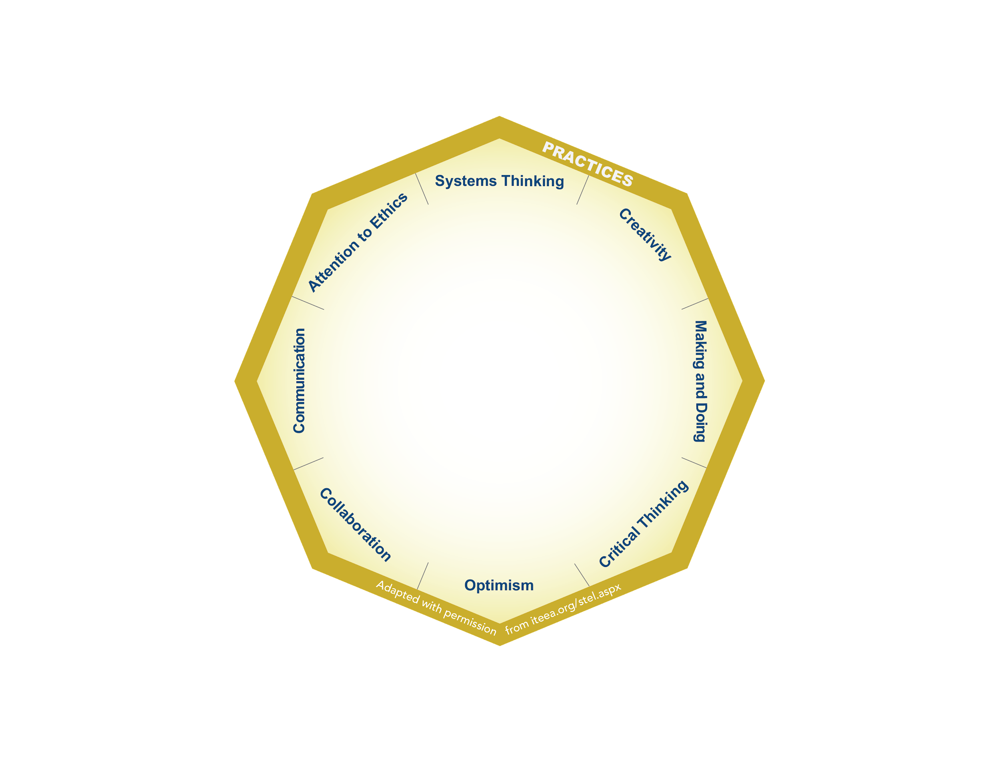 PRACTICES
Systems Thinking
Creativity
Making and Doing
Critical Thinking
Optimism
Collaboration
Communication
Attention to Ethics
Adapted with permission from iteea.org/stel.aspx